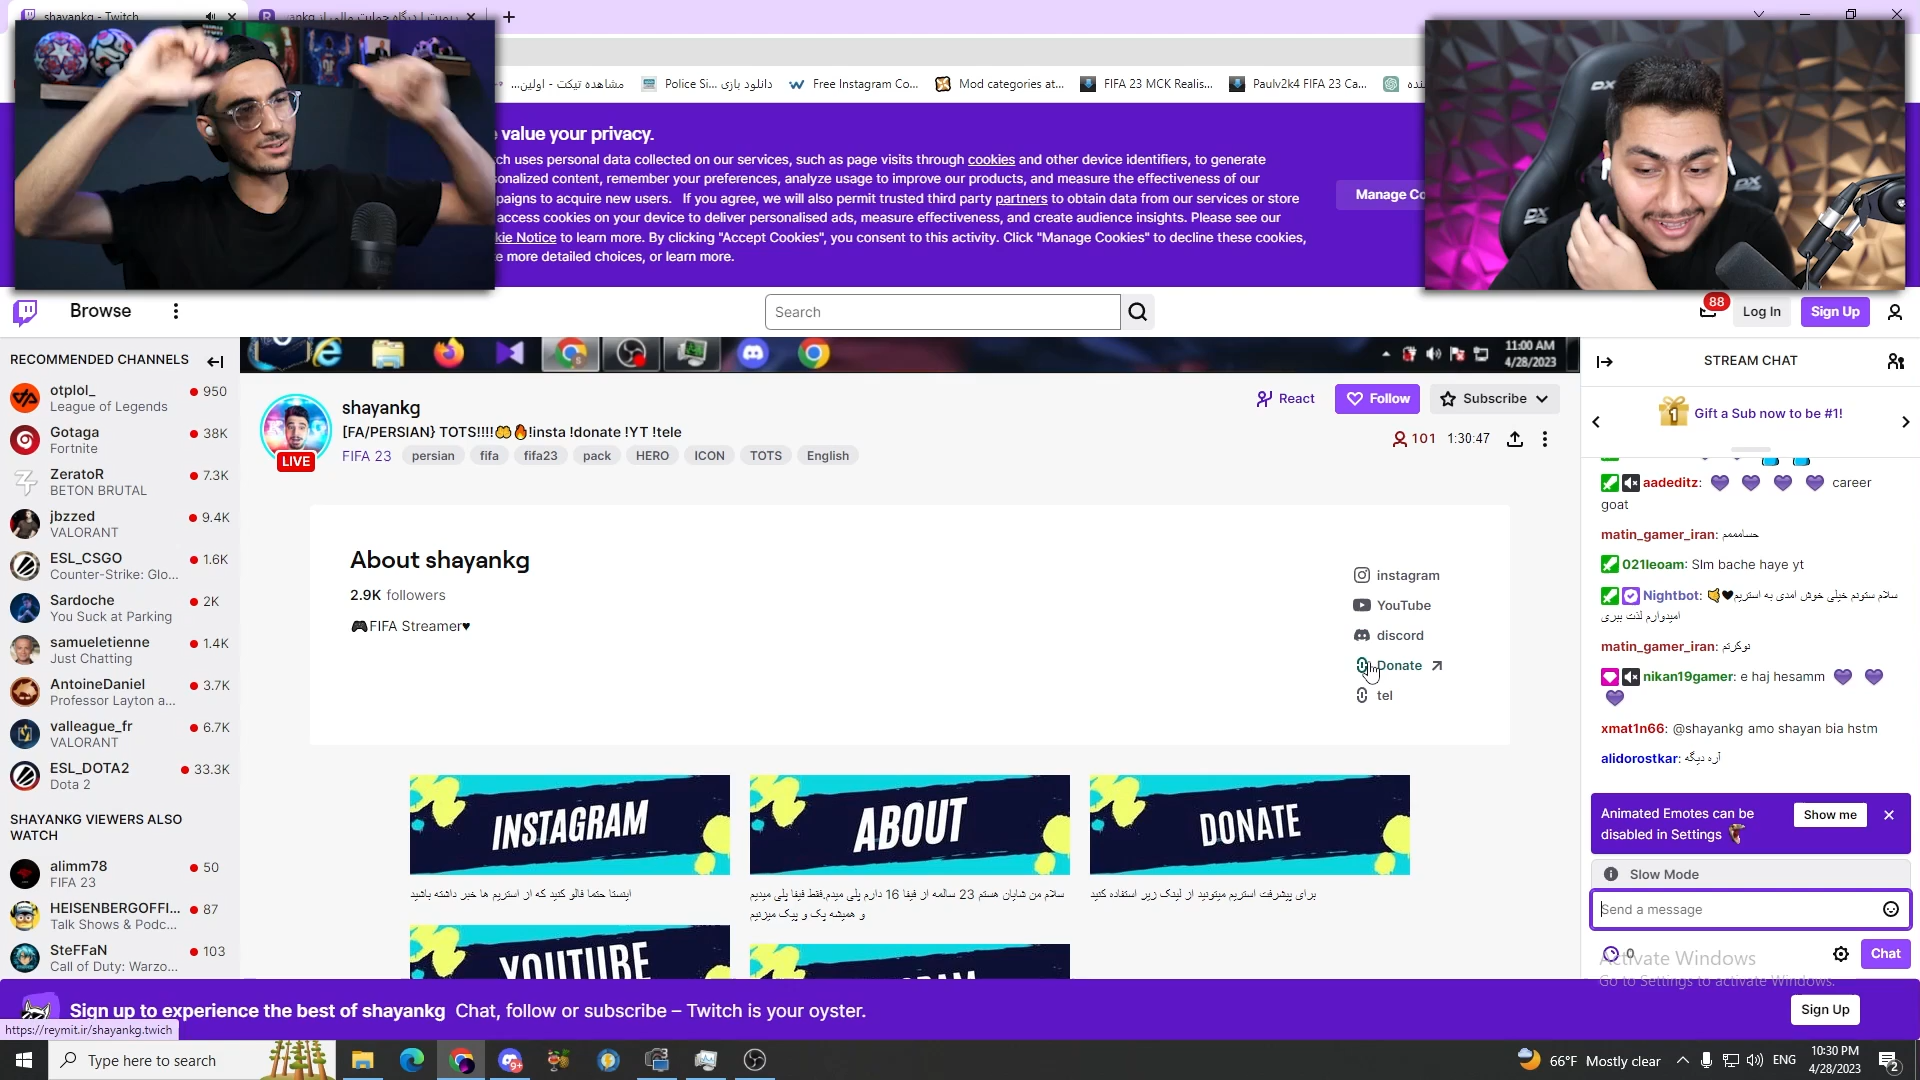 shayankg - Twitch
مشاهده تیکت - اولین...
Police Si... دانلود بازی
Free Instagram Co...
Mod categories at...
FIFA 23 MCK Realis...
Paulv2k4 FIFA 23 Ca...
value your privacy.
ch uses personal data collected on our services, such as page visits through cookies and other device identifiers, to generate
onalized content, remember your preferences, analyze usage to improve our products, and measure the effectiveness of our
paigns to acquire new users. If you agree, we will also permit trusted third party partners to obtain data from our services or store
access cookies on your device to deliver personalised ads, measure effectiveness, and create audience insights. Please see our
kie Notice to learn more. By clicking "Accept Cookies", you consent to this activity. Click "Manage Cookies" to decline these cookies,
e more detailed choices, or learn more.
Manage Co
DX
DX
DX
Browse
Search
88
Log In
Sign Up
RECOMMENDED CHANNELS
otplol_
950
League of Legends
Gotaga
38K
Fortnite
ZeratoR
7.3K
BETON BRUTAL
jbzzed
9.4K
VALORANT
ESL_CSGO
1.6K
Counter-Strike: Glo...
Sardoche
2K
You Suck at Parking
samueletienne
1.4K
Just Chatting
AntoineDaniel
3.7K
Professor Layton a...
valleague_fr
6.7K
VALORANT
ESL_DOTA2
33.3K
Dota 2
SHAYANKG VIEWERS ALSO
WATCH
alimm78
50
FIFA 23
HEISENBERGOFFI...
87
Talk Shows & Podc...
SteFFaN
103
Call of Duty: Warzo...
11:00 AM
4/28/2023
LIVE
shayankg
[FA/PERSIAN} TOTS!!!!🤲🔥!insta !donate !YT !tele
FIFA 23 persian fifa fifa23 pack HERO ICON TOTS English
React
Follow
Subscribe
101 1:30:47
About shayankg
2.9K followers
🎮FIFA Streamer♥
instagram
YouTube
discord
Donate
tel
INSTAGRAM
ABOUT
DONATE
اینستا حتما فالو کنید که از استریم ها خبر داشته باشید
سلام من شایان هستم 23 سالمه از فیفا 16 دارم پلی میدم.فقط فیفا پلی میدیم
و همیشه پک و پیک میزنیم
برای پیشرفت استریم میتونید از لینک زیر استفاده کنید
YOUTUBE
STREAM CHAT
Gift a Sub now to be #1!
aadeditz: 💜 💜 💜 💜 career
goat
matin_gamer_iran: حسامممم
021leoam: Slm bache haye yt
Nightbot: سلام ستونم خیلی خوش امدی به استریم♥🤙
امیدوارم لذت ببری
matin_gamer_iran: نوکرتم
nikan19gamer: e haj hesamm 💜 💜
💜
xmat1n66: @shayankg amo shayan bia hstm
alidorostkar: آره دیگه
Animated Emotes can be
disabled in Settings
Show me
Slow Mode
Send a message
0
Chat
Activate Windows
Go to Settings to activate Windows.
Sign up to experience the best of shayankg Chat, follow or subscribe – Twitch is your oyster.
Sign Up
https://reymit.ir/shayankg.twich
Type here to search
66°F Mostly clear
ENG
10:30 PM
4/28/2023
2